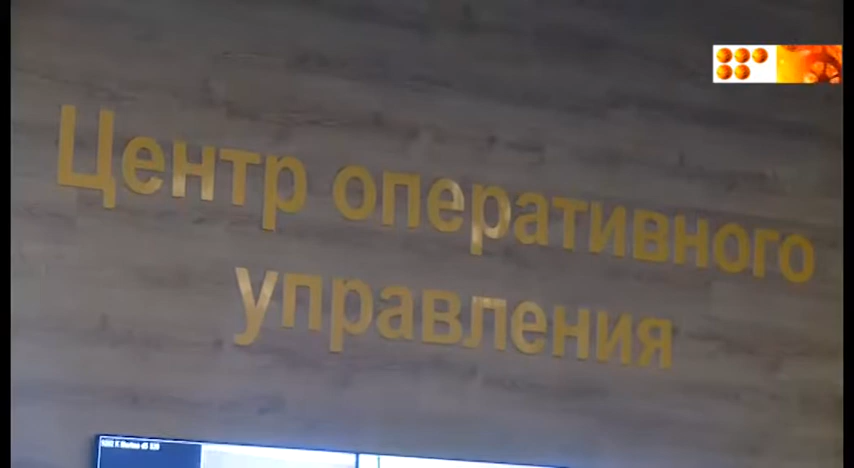 Центр оперативного
управления